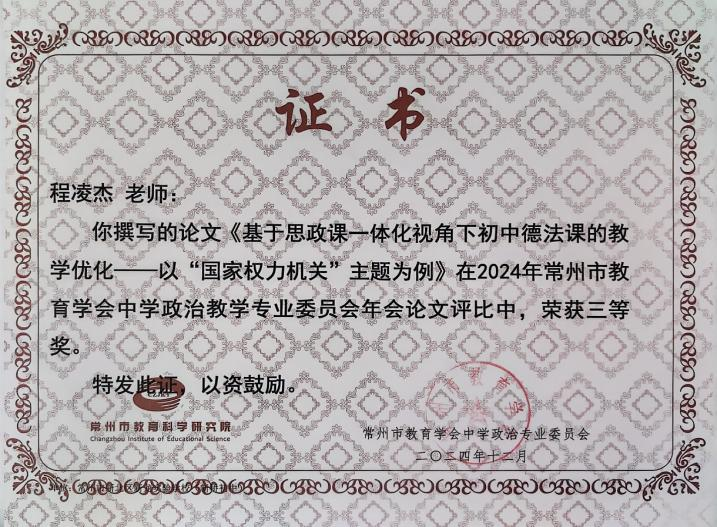 证书
程凌杰 老师：
你撰写的论文《基于思政课一体化视角下初中德法课的教
学优化——以“国家权力机关”主题为例》在2024年常州市教
育学会中学政治教学专业委员会年会论文评比中，荣获三等
奖。
特发此证，以资鼓励。
常州市教育科学研究院
Changzhou Institute of Educational Science
常州市教育学会中学政治专业委员会
二〇二四年十二月